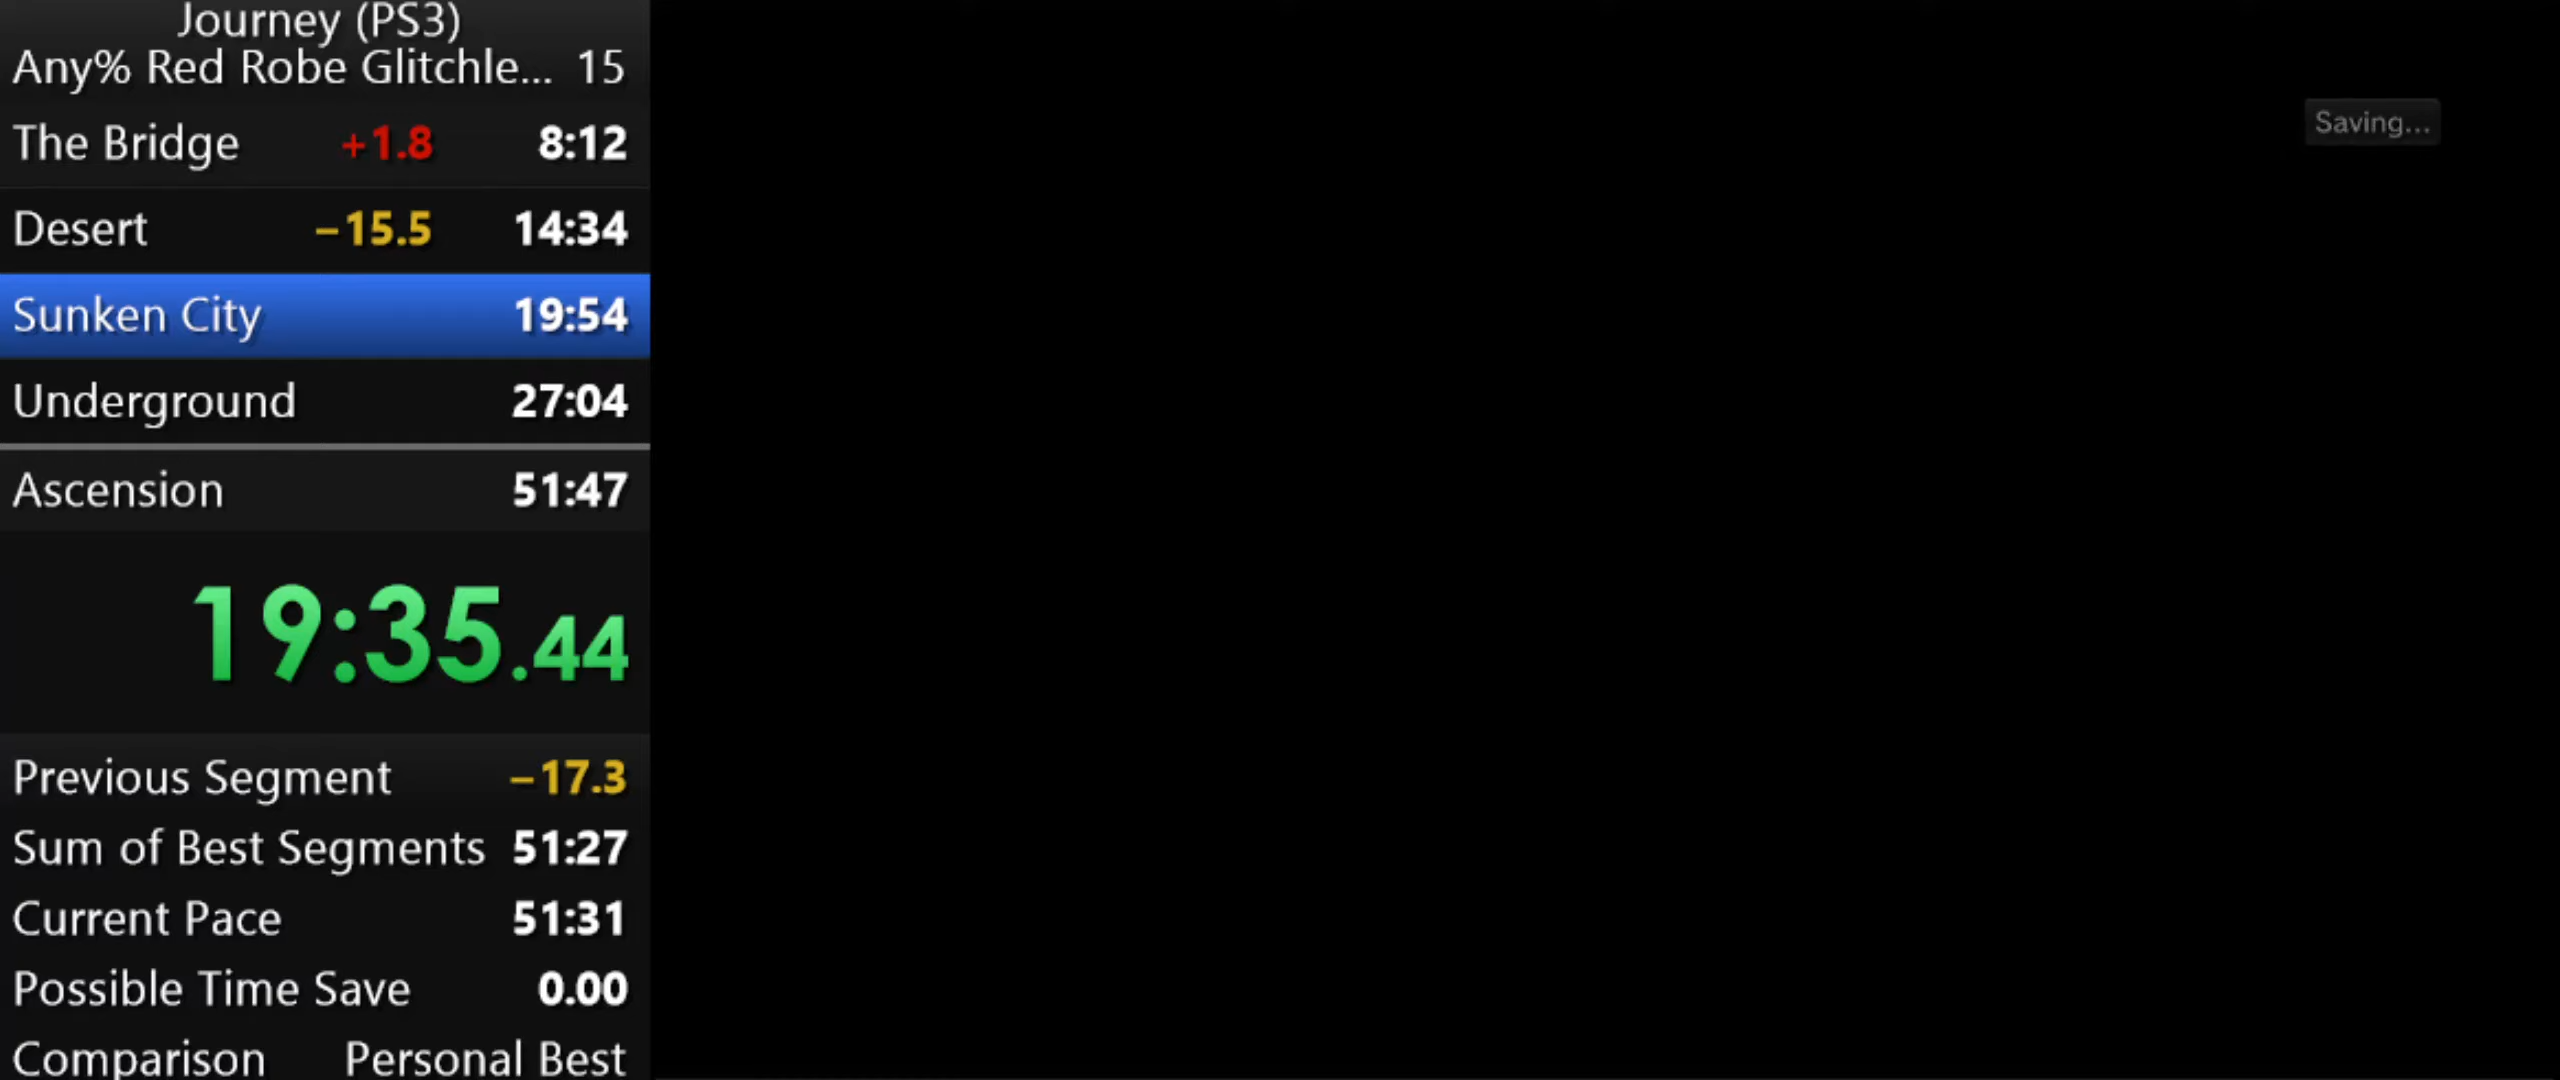 Journey (PS3)
Any% Red Robe Glitchle... 15
The Bridge +1.8 8:12
Desert −15.5 14:34
Sunken City 19:54
Underground 27:04
Ascension 51:47
19:35.44
Previous Segment −17.3
Sum of Best Segments 51:27
Current Pace 51:31
Possible Time Save 0.00
Comparison Personal Best
Saving...